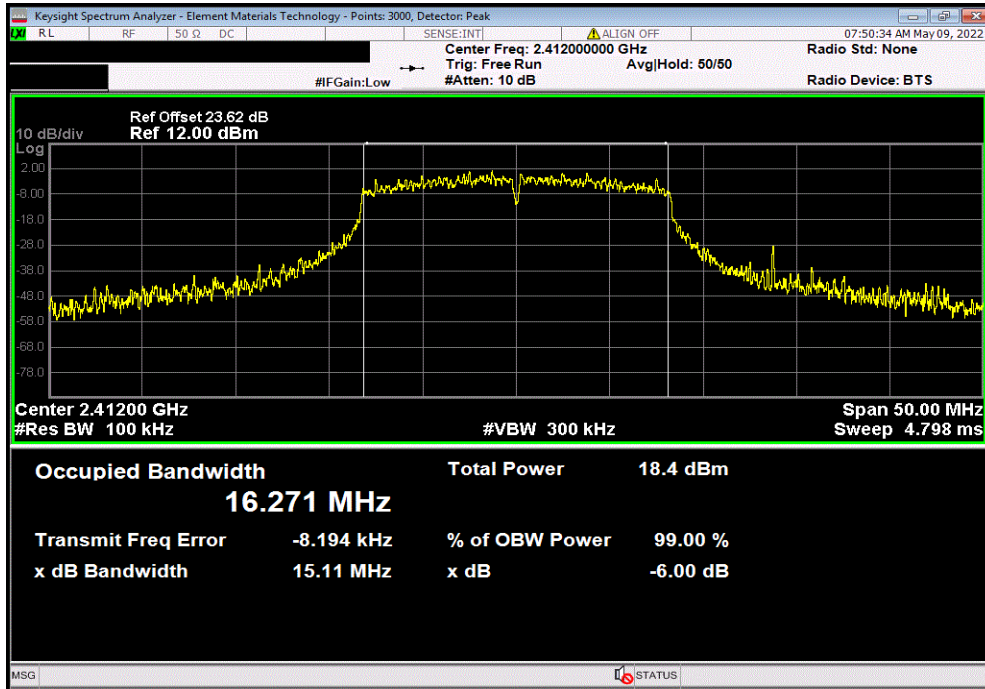 Keysight Spectrum Analyzer - Element Materials Technology - Points: 3000, Detector: Peak
LXI RL RF 50 Ω DC SENSE:INT ALIGN OFF 07:50:34 AM May 09, 2022
Center Freq: 2.412000000 GHz Radio Std: None
Trig: Free Run Avg|Hold: 50/50
#IFGain:Low #Atten: 10 dB Radio Device: BTS
Ref Offset 23.62 dB
10 dB/div Ref 12.00 dBm
Log
2.00
-8.00
-18.0
-28.0
-38.0
-48.0
-58.0
-68.0
-78.0
Center 2.41200 GHz Span 50.00 MHz
#Res BW 100 kHz #VBW 300 kHz Sweep 4.798 ms
Occupied Bandwidth Total Power 18.4 dBm
16.271 MHz
Transmit Freq Error -8.194 kHz % of OBW Power 99.00 %
x dB Bandwidth 15.11 MHz x dB -6.00 dB
MSG STATUS